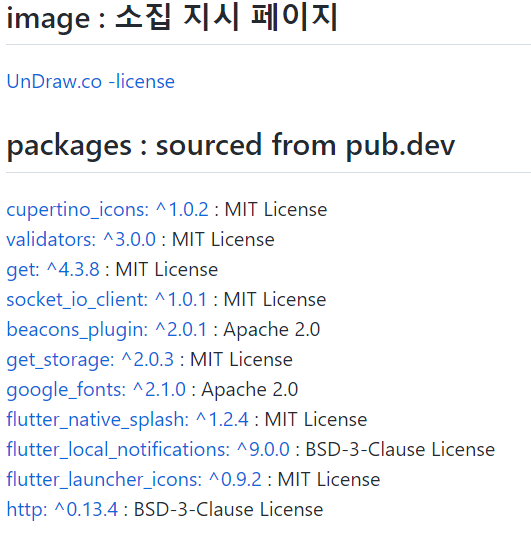 image : 소집 지시 페이지
UnDraw.co -license
packages : sourced from pub.dev
cupertino_icons: ^1.0.2 : MIT License
validators: ^3.0.0 : MIT License
get: ^4.3.8 : MIT License
socket_io_client: ^1.0.1 : MIT License
beacons_plugin: ^2.0.1 : Apache 2.0
get_storage: ^2.0.3 : MIT License
google_fonts: ^2.1.0 : Apache 2.0
flutter_native_splash: ^1.2.4 : MIT License
flutter_local_notifications: ^9.0.0 : BSD-3-Clause License
flutter_launcher_icons: ^0.9.2 : MIT License
http: ^0.13.4 : BSD-3-Clause License